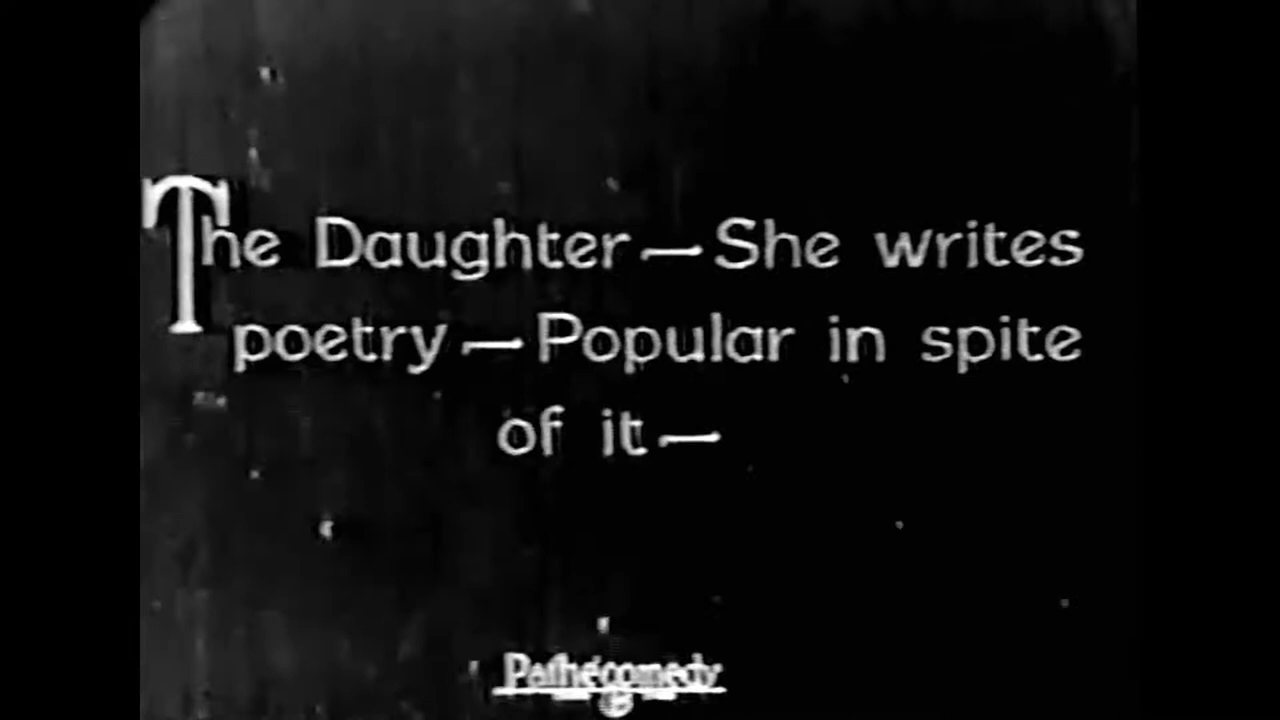 The Daughter — She writes
poetry — Popular in spite
of it —
Pathécomedy